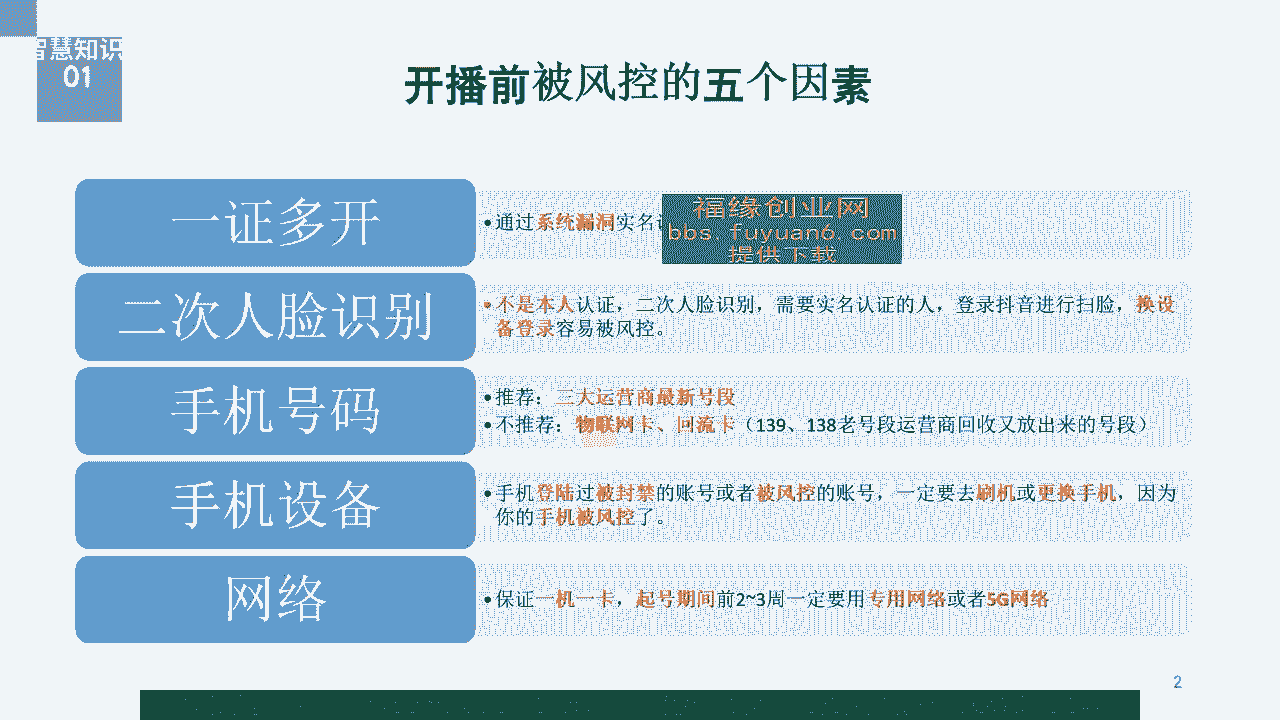 智慧知识
01
开播前被风控的五个因素
一证多开
•通过系统漏洞实名
福缘创业网
bbs.fuyuan6.com
提供下载
二次人脸识别
•不是本人认证，二次人脸识别，需要实名认证的人，登录抖音进行扫脸，换设
备登录容易被风控。
手机号码
•推荐：三大运营商最新号段
•不推荐：物联网卡、回流卡（139、138老号段运营商回收又放出来的号段）
手机设备
•手机登陆过被封禁的账号或者被风控的账号，一定要去刷机或更换手机，因为
你的手机被风控了。
网络
•保证一机一卡，起号期间前2~3周一定要用专用网络或者5G网络
2